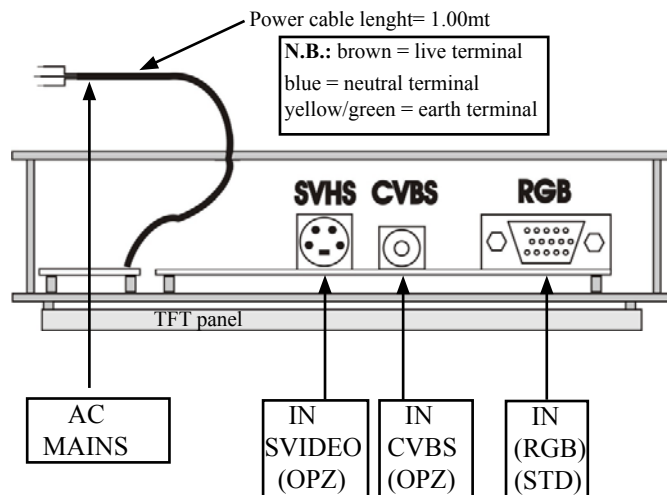 Power cable lenght= 1.00mt
N.B.: brown = live terminal
blue = neutral terminal
yellow/green = earth terminal
SVHS CVBS RGB
TFT panel
AC
MAINS
IN
SVIDEO
(OPZ)
IN
CVBS
(OPZ)
IN
(RGB)
(STD)